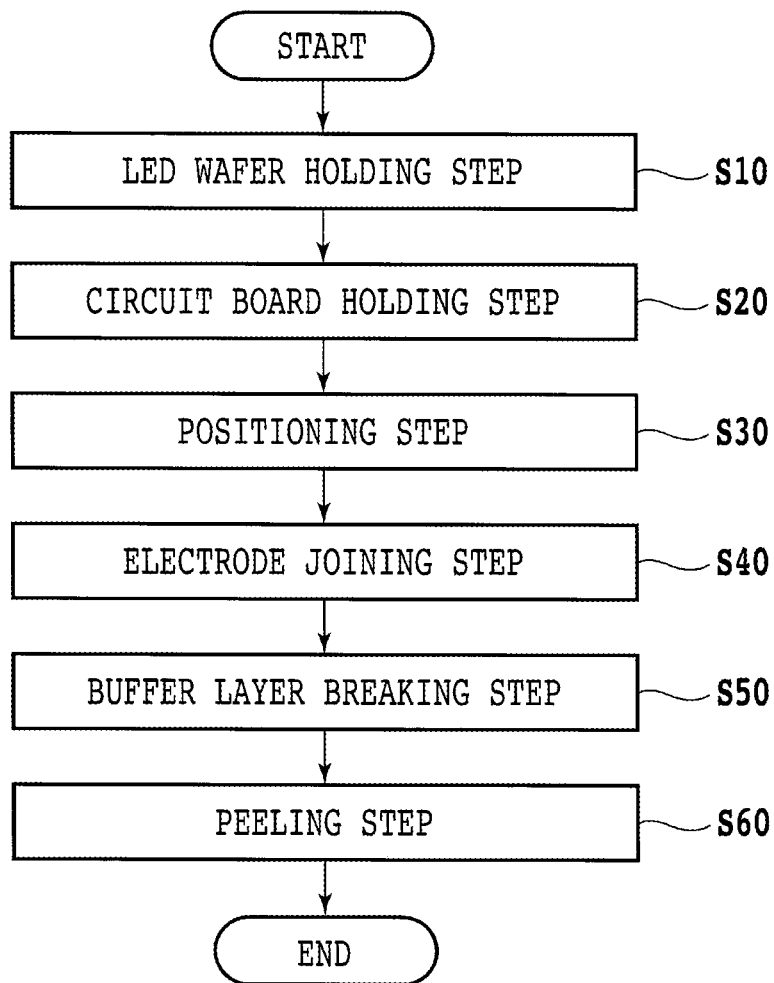 START
LED WAFER HOLDING STEP S10
CIRCUIT BOARD HOLDING STEP S20
POSITIONING STEP S30
ELECTRODE JOINING STEP S40
BUFFER LAYER BREAKING STEP S50
PEELING STEP S60
END